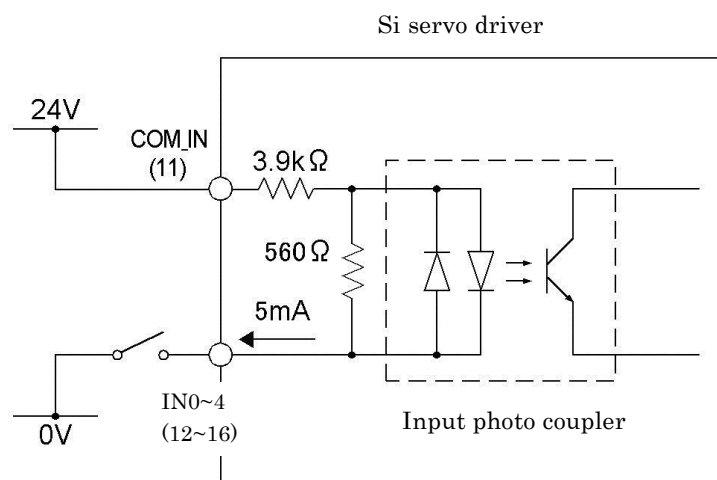 Si servo driver
24V
COM_IN
(11)
3.9kΩ
560Ω
5mA
IN0~4
(12~16)
0V
Input photo coupler